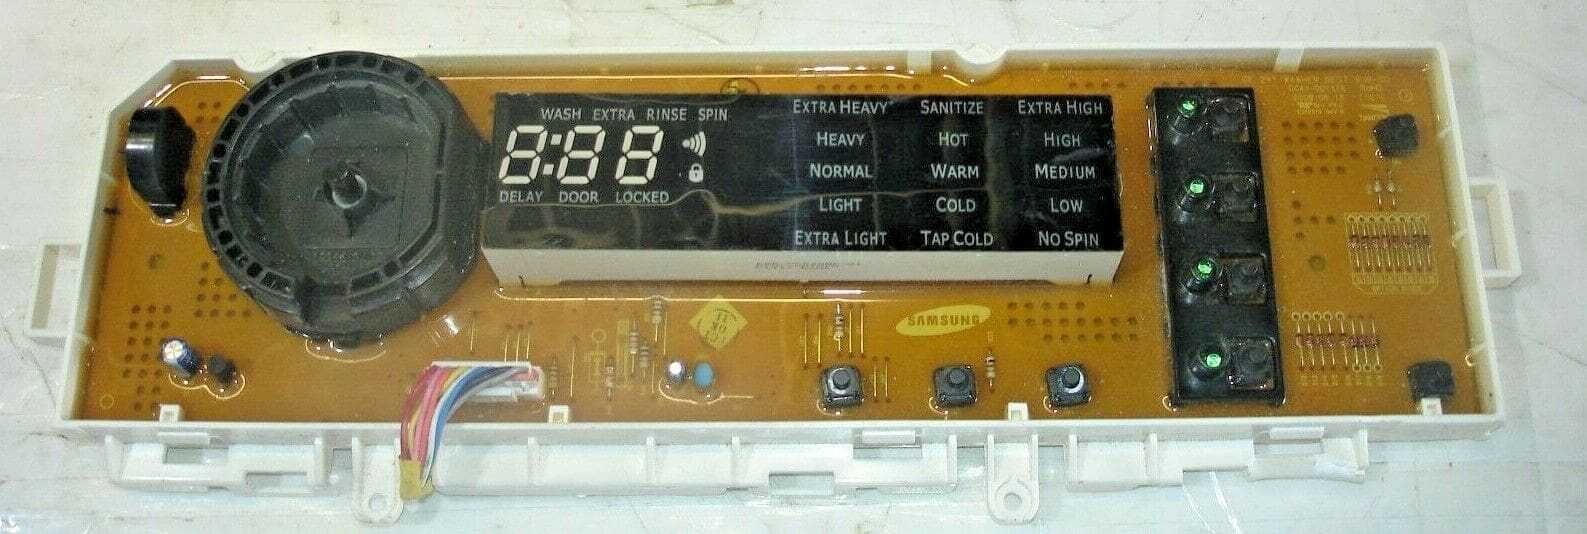 WASH EXTRA RINSE SPIN
8:88
DELAY DOOR LOCKED
EXTRA HEAVY SANITIZE EXTRA HIGH
HEAVY HOT HIGH
NORMAL WARM MEDIUM
LIGHT COLD LOW
EXTRA LIGHT TAP COLD NO SPIN
SAMSUNG